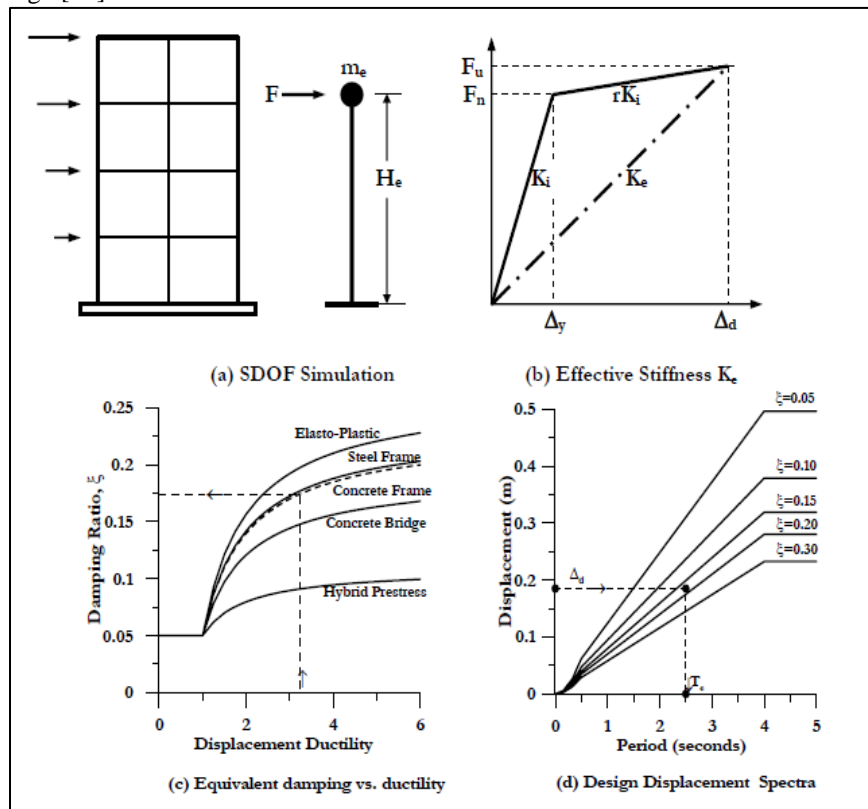 F
mₑ
Hₑ
Fᵤ
Fₙ
rKᵢ
Kᵢ
Kₑ
Δy
Δd
(a) SDOF Simulation
(b) Effective Stiffness Kₑ
0.25
0.2
0.15
0.1
0.05
0
Damping Ratio, ξ
Elasto-Plastic
Steel Frame
Concrete Frame
Concrete Bridge
Hybrid Prestress
0 2 4 6
Displacement Ductility
(c) Equivalent damping vs. ductility
0.5
0.4
0.3
0.2
0.1
0
Displacement (m)
ξ=0.05
ξ=0.10
ξ=0.15
ξ=0.20
ξ=0.30
Δd
Tₑ
0 1 2 3 4 5
Period (seconds)
(d) Design Displacement Spectra